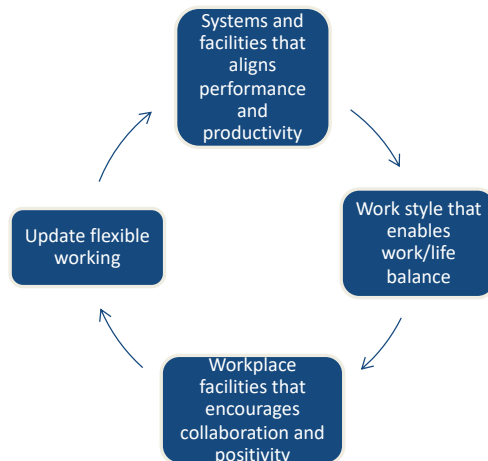 Systems and
facilities that
aligns
performance
and
productivity
Work style that
enables
work/life
balance
Workplace
facilities that
encourages
collaboration and
positivity
Update flexible
working